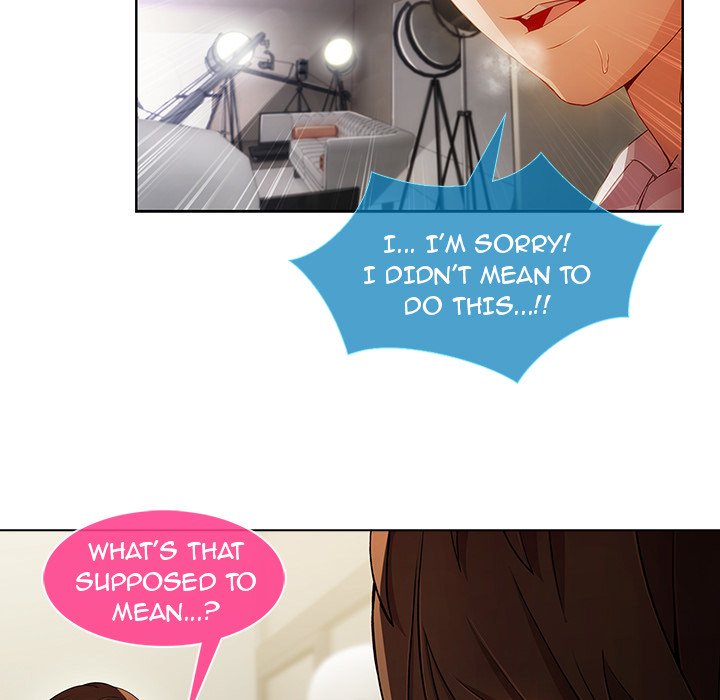 I... I'M SORRY!
I DIDN'T MEAN TO
DO THIS...!!
WHAT'S THAT
SUPPOSED TO
MEAN...?